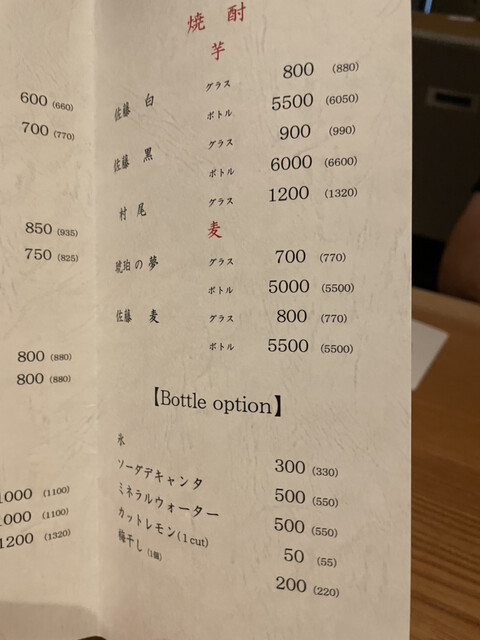 600 (660)
700 (770)
850 (935)
750 (825)
800 (880)
800 (880)
1000 (1100)
1000 (1100)
1200 (1320)
焼酎
芋
佐藤 白 グラス 800 (880)
ボトル 5500 (6050)
佐藤 黒 グラス 900 (990)
ボトル 6000 (6600)
村尾 グラス 1200 (1320)
麦
琥珀の夢 グラス 700 (770)
ボトル 5000 (5500)
佐藤 麦 グラス 800 (770)
ボトル 5500 (5500)
【Bottle option】
氷 300 (330)
ソーダデキャンタ 500 (550)
ミネラルウォーター 500 (550)
カットレモン(1cut) 50 (55)
梅干し(1個) 200 (220)